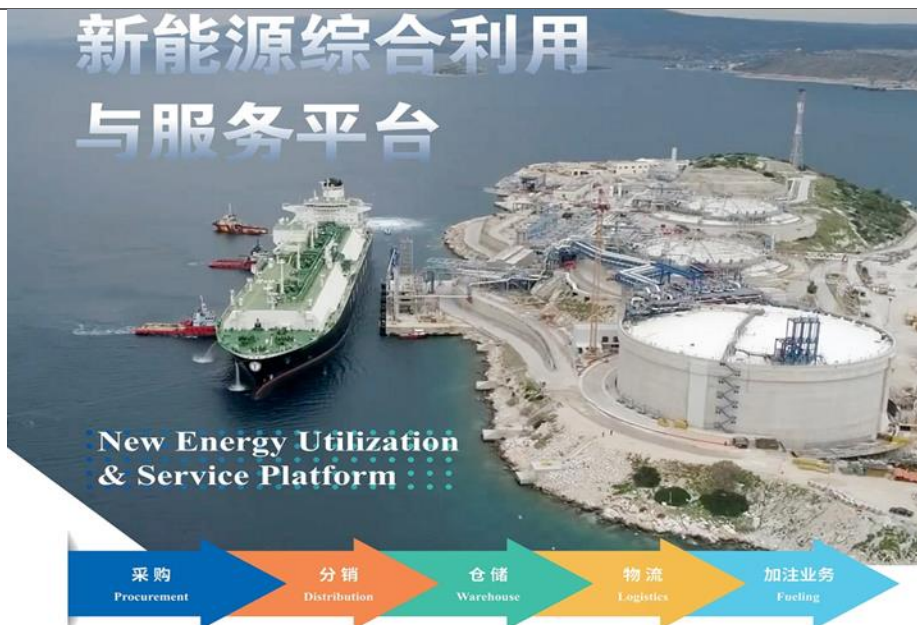 新能源综合利用
与服务平台
New Energy Utilization
& Service Platform
采购
Procurement
分销
Distribution
仓储
Warehouse
物流
Logistics
加注业务
Fueling